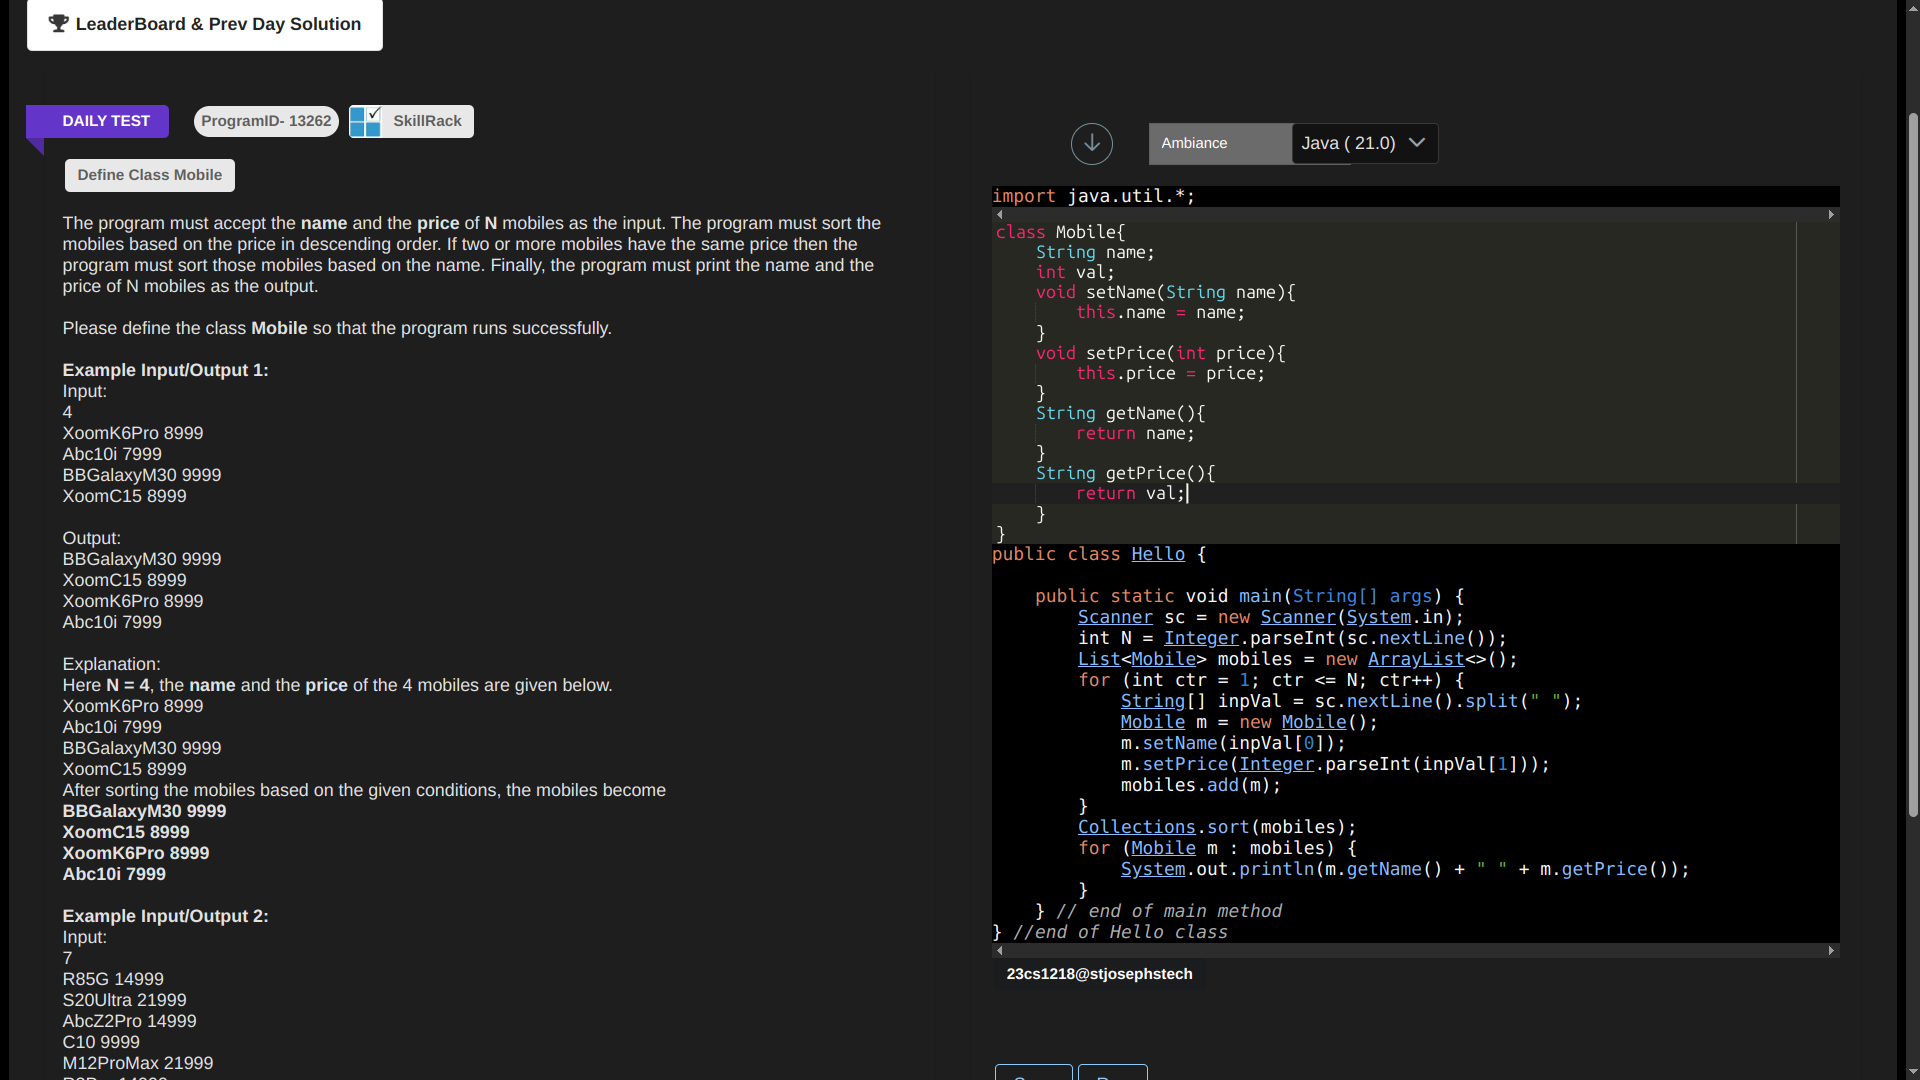 LeaderBoard & Prev Day Solution
DAILY TEST
ProgramID- 13262
SkillRack
Define Class Mobile
The program must accept the name and the price of N mobiles as the input. The program must sort the
mobiles based on the price in descending order. If two or more mobiles have the same price then the
program must sort those mobiles based on the name. Finally, the program must print the name and the
price of N mobiles as the output.
Please define the class Mobile so that the program runs successfully.
Example Input/Output 1:
Input:
4
XoomK6Pro 8999
Abc10i 7999
BBGalaxyM30 9999
XoomC15 8999
Output:
BBGalaxyM30 9999
XoomC15 8999
XoomK6Pro 8999
Abc10i 7999
Explanation:
Here N = 4, the name and the price of the 4 mobiles are given below.
XoomK6Pro 8999
Abc10i 7999
BBGalaxyM30 9999
XoomC15 8999
After sorting the mobiles based on the given conditions, the mobiles become
BBGalaxyM30 9999
XoomC15 8999
XoomK6Pro 8999
Abc10i 7999
Example Input/Output 2:
Input:
7
R85G 14999
S20Ultra 21999
AbcZ2Pro 14999
C10 9999
M12ProMax 21999
Ambiance
Java ( 21.0)
import java.util.*;
class Mobile{
    String name;
    int val;
    void setName(String name){
        this.name = name;
    }
    void setPrice(int price){
        this.price = price;
    }
    String getName(){
        return name;
    }
    String getPrice(){
        return val;
    }
}
public class Hello {
    public static void main(String[] args) {
        Scanner sc = new Scanner(System.in);
        int N = Integer.parseInt(sc.nextLine());
        List<Mobile> mobiles = new ArrayList<>();
        for (int ctr = 1; ctr <= N; ctr++) {
            String[] inpVal = sc.nextLine().split(" ");
            Mobile m = new Mobile();
            m.setName(inpVal[0]);
            m.setPrice(Integer.parseInt(inpVal[1]));
            mobiles.add(m);
        }
        Collections.sort(mobiles);
        for (Mobile m : mobiles) {
            System.out.println(m.getName() + " " + m.getPrice());
        }
    } // end of main method
} //end of Hello class
23cs1218@stjosephstech